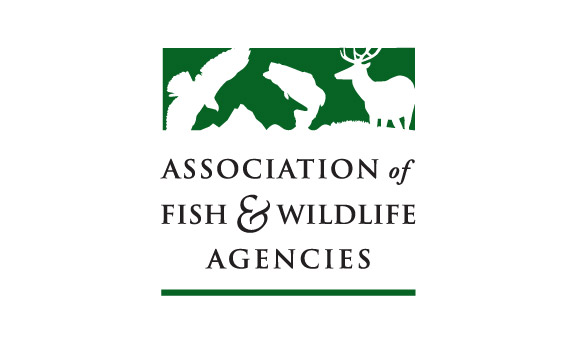 ASSOCIATION of
FISH & WILDLIFE
AGENCIES